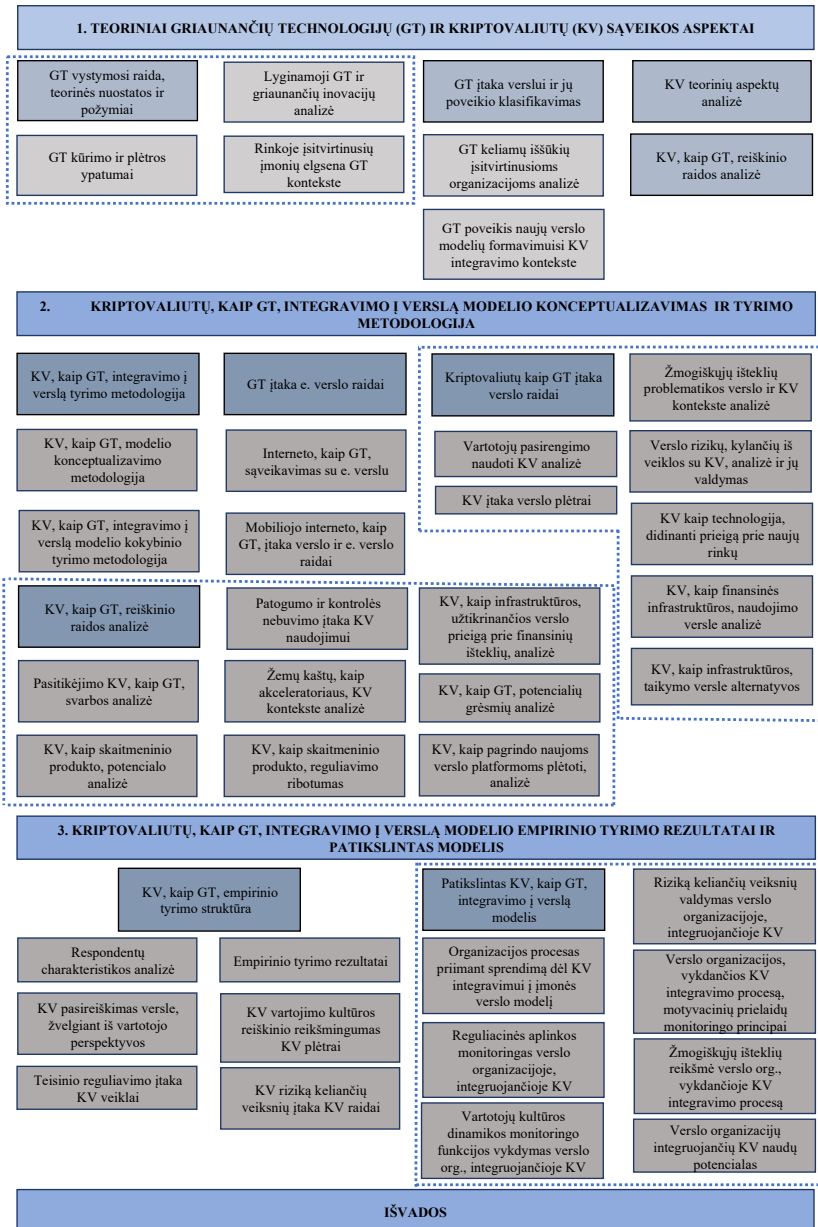 1. TEORINIAI GRIAUNANČIŲ TECHNOLOGIJŲ (GT) IR KRIPTOVALIUTŲ (KV) SĄVEIKOS ASPEKTAI
GT vystymosi raida,
teorinės nuostatos ir
požymiai
Lyginamoji GT ir
griaunančių inovacijų
analizė
GT įtaka verslui ir jų
poveikio klasifikavimas
KV teorinių aspektų
analizė
GT kūrimo ir plėtros
ypatumai
Rinkoje įsitvirtinusių
įmonių elgsena GT
kontekste
GT keliamų iššūkių
įsitvirtinusioms
organizacijoms analizė
KV, kaip GT, reiškinio
raidos analizė
GT poveikis naujų verslo
modelių formavimuisi KV
integravimo kontekste
2. KRIPTOVALIUTŲ, KAIP GT, INTEGRAVIMO Į VERSLĄ MODELIO KONCEPTUALIZAVIMAS IR TYRIMO
METODOLOGIJA
KV, kaip GT, integravimo į
verslą tyrimo metodologija
GT įtaka e. verslo raidai
Kriptovaliutų kaip GT įtaka
verslo raidai
Žmogiškųjų išteklių
problematikos verslo ir KV
kontekste analizė
KV, kaip GT, modelio
konceptualizavimo
metodologija
Interneto, kaip GT,
sąveikavimas su e. verslu
Vartotojų pasirengimo
naudoti KV analizė
Verslo rizikų, kylančių iš
veiklos su KV, analizė ir jų
valdymas
KV įtaka verslo plėtrai
KV, kaip GT, integravimo į
verslą modelio kokybinio
tyrimo metodologija
Mobiliojo interneto, kaip
GT, įtaka verslo ir e. verslo
raidai
KV kaip technologija,
didinanti prieigą prie naujų
rinkų
KV, kaip GT, reiškinio
raidos analizė
Patogumo ir kontrolės
nebuvimo įtaka KV
naudojimui
KV, kaip infrastruktūros,
užtikrinančios verslo
prieigą prie finansinių
išteklių, analizė
KV, kaip finansinės
infrastruktūros, naudojimo
versle analizė
Pasitikėjimo KV, kaip GT,
svarbos analizė
Žemų kaštų, kaip
akceleratoriaus, KV
kontekste analizė
KV, kaip GT, potencialių
grėsmių analizė
KV, kaip infrastruktūros,
taikymo versle alternatyvos
KV, kaip skaitmeninio
produkto, potencialo
analizė
KV, kaip skaitmeninio
produkto, reguliavimo
ribotumas
KV, kaip pagrindo naujoms
verslo platformoms plėtoti,
analizė
3. KRIPTOVALIUTŲ, KAIP GT, INTEGRAVIMO Į VERSLĄ MODELIO EMPIRINIO TYRIMO REZULTATAI IR
PATIKSLINTAS MODELIS
KV, kaip GT, empirinio
tyrimo struktūra
Patikslintas KV, kaip GT,
integravimo į verslą
modelis
Riziką keliančių veiksnių
valdymas verslo
organizacijoje,
integruojančioje KV
Respondentų
charakteristikos analizė
Empirinio tyrimo rezultatai
Organizacijos procesas
priimant sprendimą dėl KV
integravimui į įmonės
verslo modelį
Verslo organizacijos,
vykdančios KV
integravimo procesą,
motyvacinių prielaidų
monitoringo principai
KV pasireiškimas versle,
žvelgiant iš vartotojo
perspektyvos
KV vartojimo kultūros
reiškinio reikšmingumas
KV plėtrai
Reguliacinės aplinkos
monitoringas verslo
organizacijoje,
integruojančioje KV
Žmogiškųjų išteklių
reikšmė verslo org.,
vykdančioje KV
integravimo procesą
Teisinio reguliavimo įtaka
KV veiklai
KV riziką keliančių
veiksnių įtaka KV raidai
Vartotojų kultūros
dinamikos monitoringo
funkcijos vykdymas verslo
org., integruojančioje KV
Verslo organizacijų
integruojančių KV naudų
potencialas
IŠVADOS